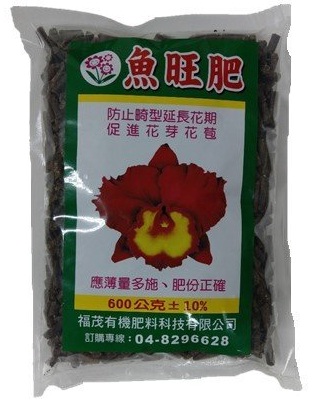 魚旺肥
防止畸型延長花期
促進花芽花苞
應薄量多施、肥份正確
600公克±10%
福茂有機肥料科技有限公司
訂購專線：04-8296628